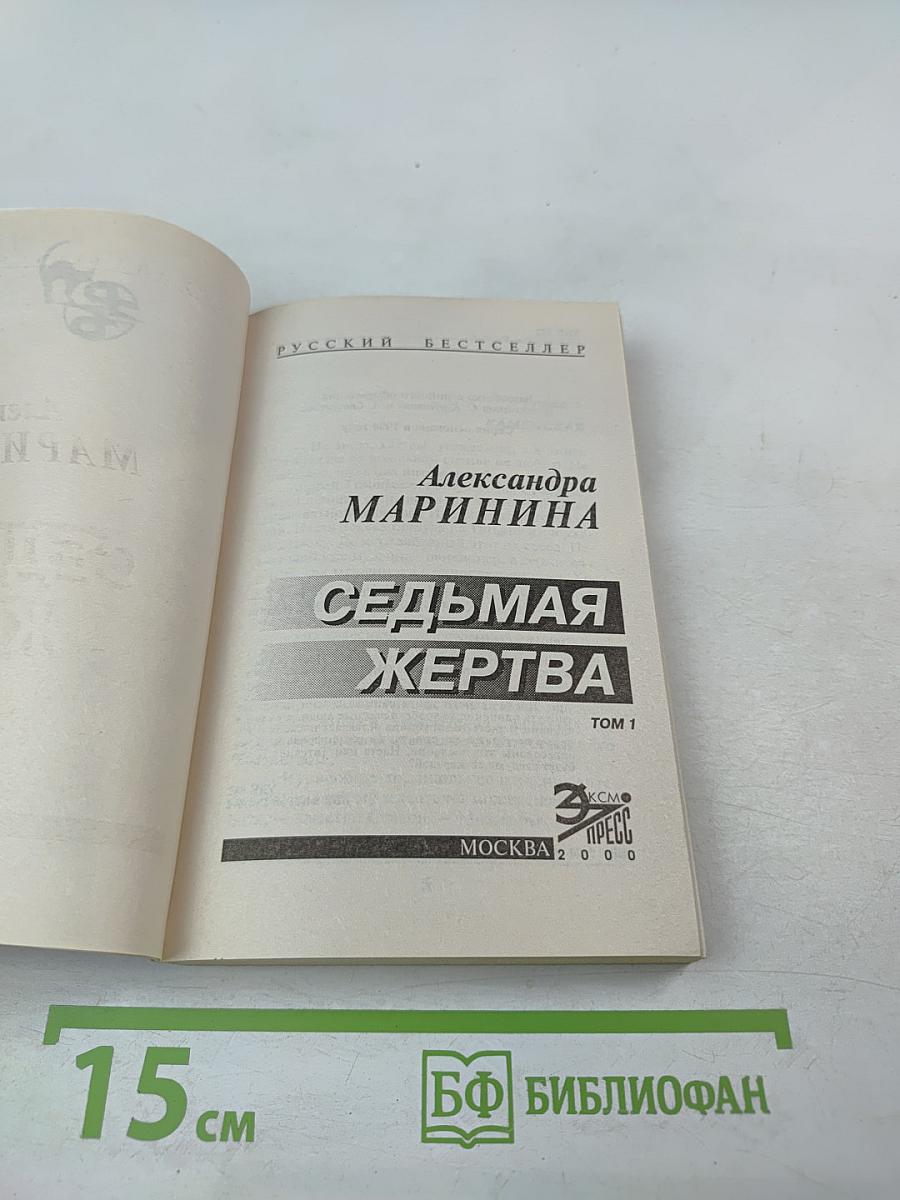 РУССКИЙ БЕСТСЕЛЛЕР
Александра
МАРИНИНА
СЕДЬМАЯ
ЖЕРТВА
ТОМ 1
ЭКСМО
ПРЕСС
МОСКВА
2000
15 см
БФ БИБЛИОФАН